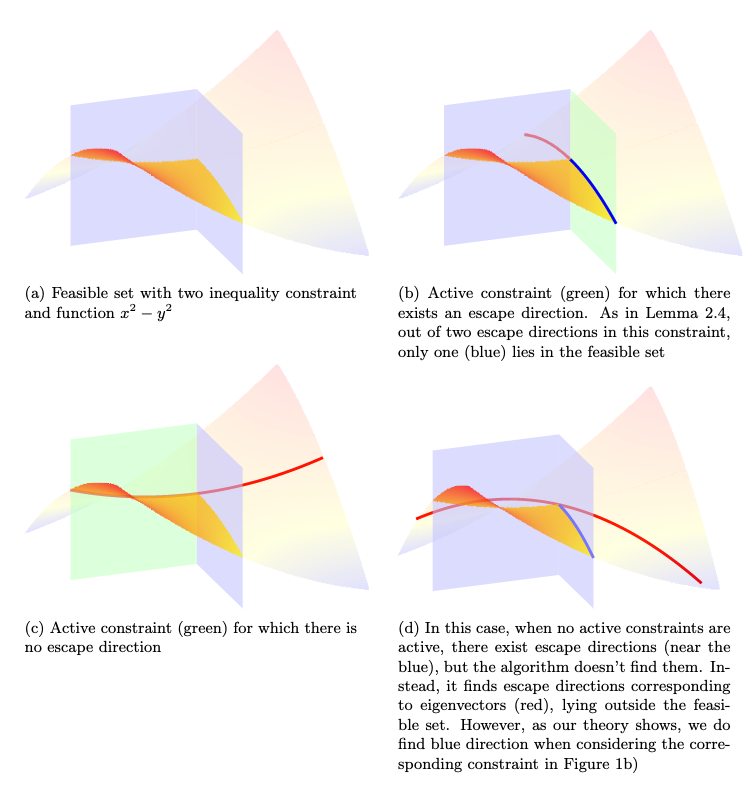 (a) Feasible set with two inequality constraint
and function x² − y²
(b) Active constraint (green) for which there
exists an escape direction. As in Lemma 2.4,
out of two escape directions in this constraint,
only one (blue) lies in the feasible set
(c) Active constraint (green) for which there is
no escape direction
(d) In this case, when no active constraints are
active, there exist escape directions (near the
blue), but the algorithm doesn't find them. In-
stead, it finds escape directions corresponding
to eigenvectors (red), lying outside the feasi-
ble set. However, as our theory shows, we do
find blue direction when considering the corre-
sponding constraint in Figure 1b)